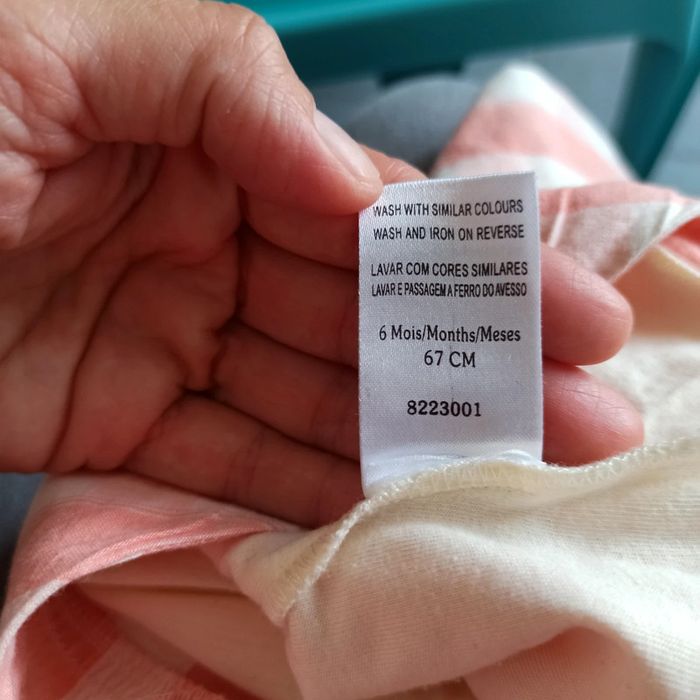 WASH WITH SIMILAR COLOURS
WASH AND IRON ON REVERSE
LAVAR COM CORES SIMILARES
LAVAR E PASSAGEM A FERRO DO AVESSO
6 Mois/Months/Meses
67 CM
8223001